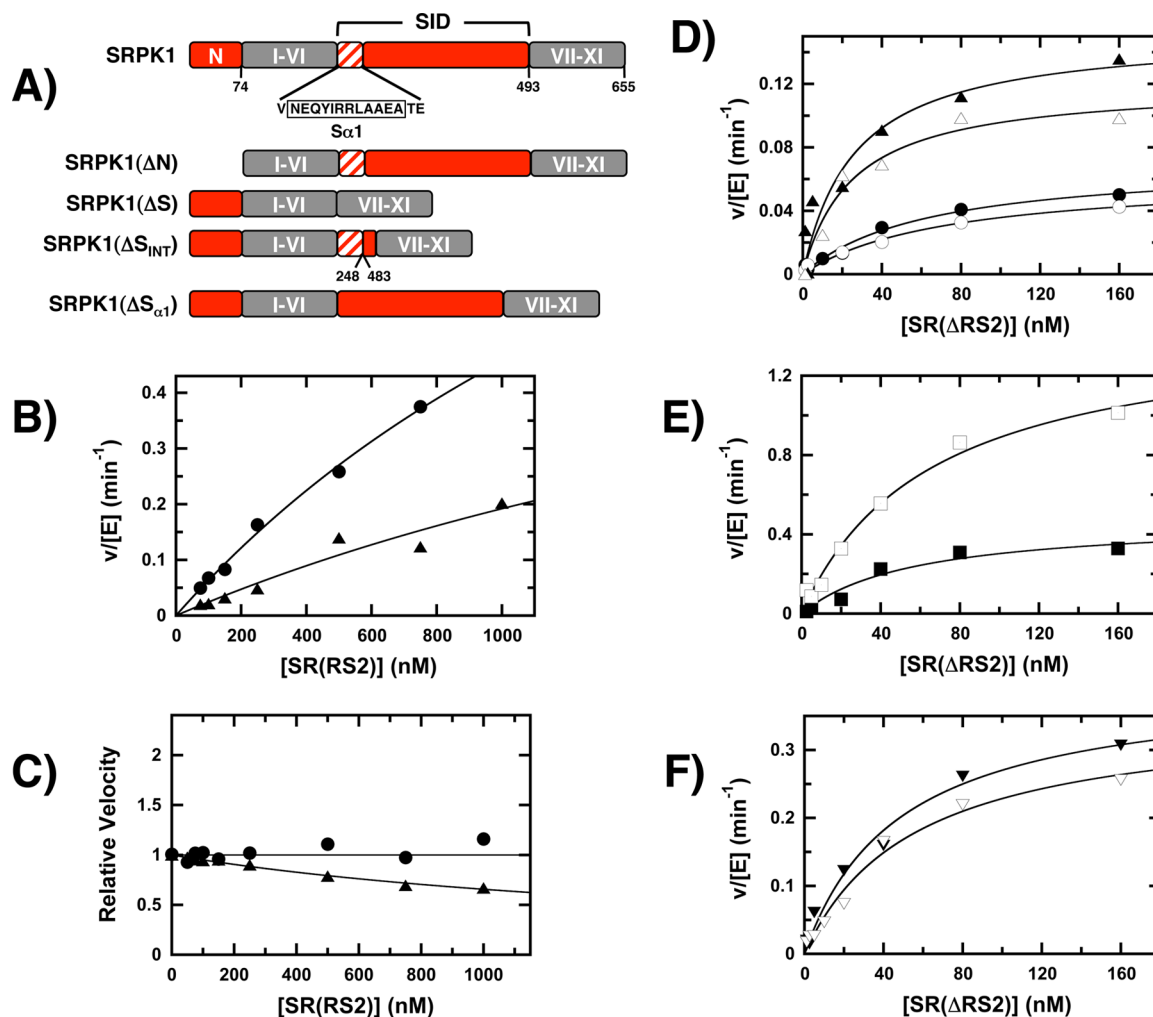 A)
SID
SRPK1
N
I-VI
VII-XI
74
493
655
VNEQYIRRLAAEATE
Sα1
SRPK1(ΔN)
I-VI
VII-XI
SRPK1(ΔS)
I-VI
VII-XI
SRPK1(ΔSINT)
I-VI
VII-XI
248
483
SRPK1(ΔSα1)
I-VI
VII-XI
B)
v/[E] (min-1)
0.4
0.3
0.2
0.1
0
0 200 400 600 800 1000
[SR(RS2)] (nM)
C)
Relative Velocity
2
1.5
1
0.5
0
0 200 400 600 800 1000
[SR(RS2)] (nM)
D)
v/[E] (min-1)
0.12
0.08
0.04
0
0 40 80 120 160
[SR(ΔRS2)] (nM)
E)
v/[E] (min-1)
1.2
0.8
0.4
0
0 40 80 120 160
[SR(ΔRS2)] (nM)
F)
v/[E] (min-1)
0.3
0.2
0.1
0
0 40 80 120 160
[SR(ΔRS2)] (nM)